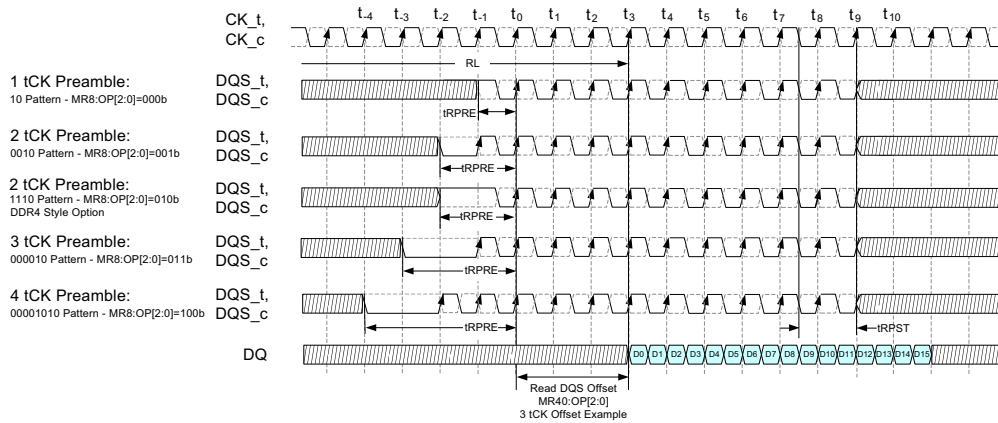 t-4 t-3 t-2 t-1 t0 t1 t2 t3 t4 t5 t6 t7 t8 t9 t10
CK_t,
CK_c
RL
1 tCK Preamble:
10 Pattern - MR8:OP[2:0]=000b
DQS_t,
DQS_c
tRPRE
2 tCK Preamble:
0010 Pattern - MR8:OP[2:0]=001b
DQS_t,
DQS_c
tRPRE
2 tCK Preamble:
1110 Pattern - MR8:OP[2:0]=010b
DDR4 Style Option
DQS_t,
DQS_c
tRPRE
3 tCK Preamble:
000010 Pattern - MR8:OP[2:0]=011b
DQS_t,
DQS_c
tRPRE
4 tCK Preamble:
00001010 Pattern - MR8:OP[2:0]=100b
DQS_t,
DQS_c
tRPRE
tRPST
DQ
D0 D1 D2 D3 D4 D5 D6 D7 D8 D9 D10 D11 D12 D13 D14 D15
Read DQS Offset
MR40:OP[2:0]
3 tCK Offset Example